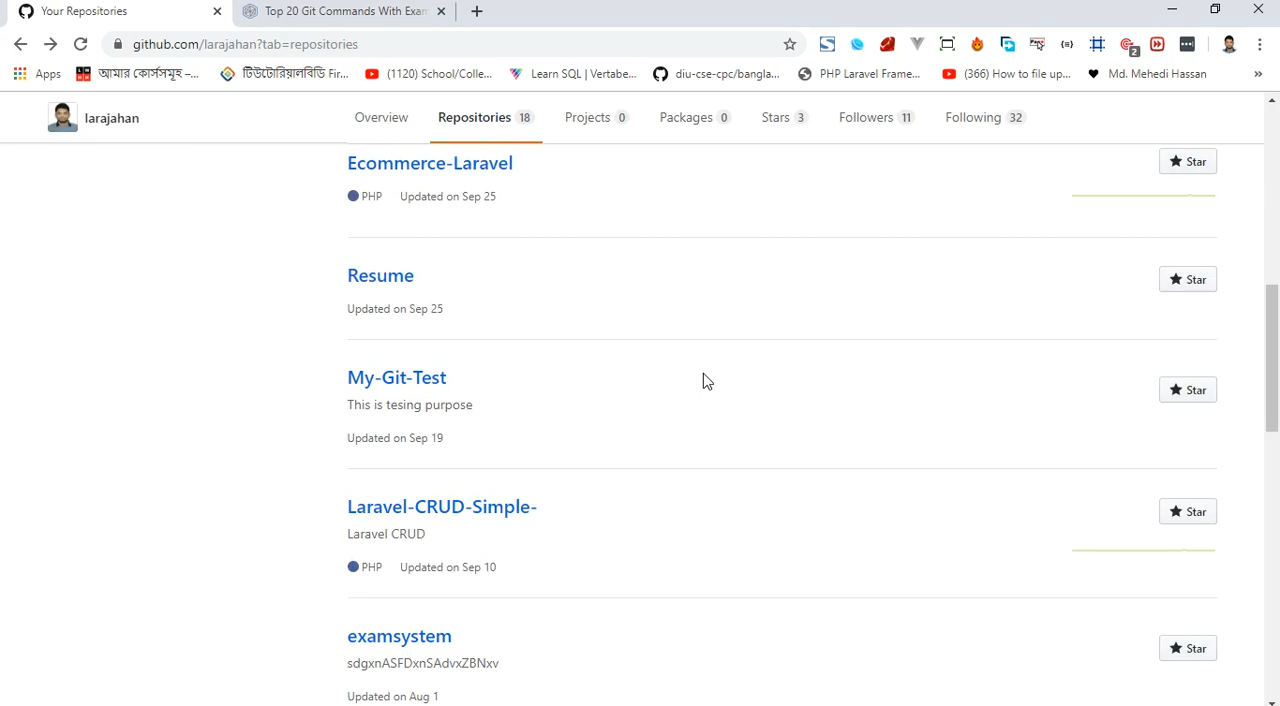 Your Repositories
Top 20 Git Commands With Exam
github.com/larajahan?tab=repositories
2
Apps
আমার কোর্সসমূহ –...
টিউটোরিয়ালবিডি Fir...
(1120) School/Colle...
Learn SQL | Vertabe...
diu-cse-cpc/bangla...
PHP Laravel Frame...
(366) How to file up...
Md. Mehedi Hassan
»
larajahan
Overview
Repositories 18
Projects 0
Packages 0
Stars 3
Followers 11
Following 32
Ecommerce-Laravel
Star
PHP Updated on Sep 25
Resume
Star
Updated on Sep 25
My-Git-Test
Star
This is tesing purpose
Updated on Sep 19
Laravel-CRUD-Simple-
Star
Laravel CRUD
PHP Updated on Sep 10
examsystem
Star
sdgxnASFDxnSAdvxZBNxv
Updated on Aug 1